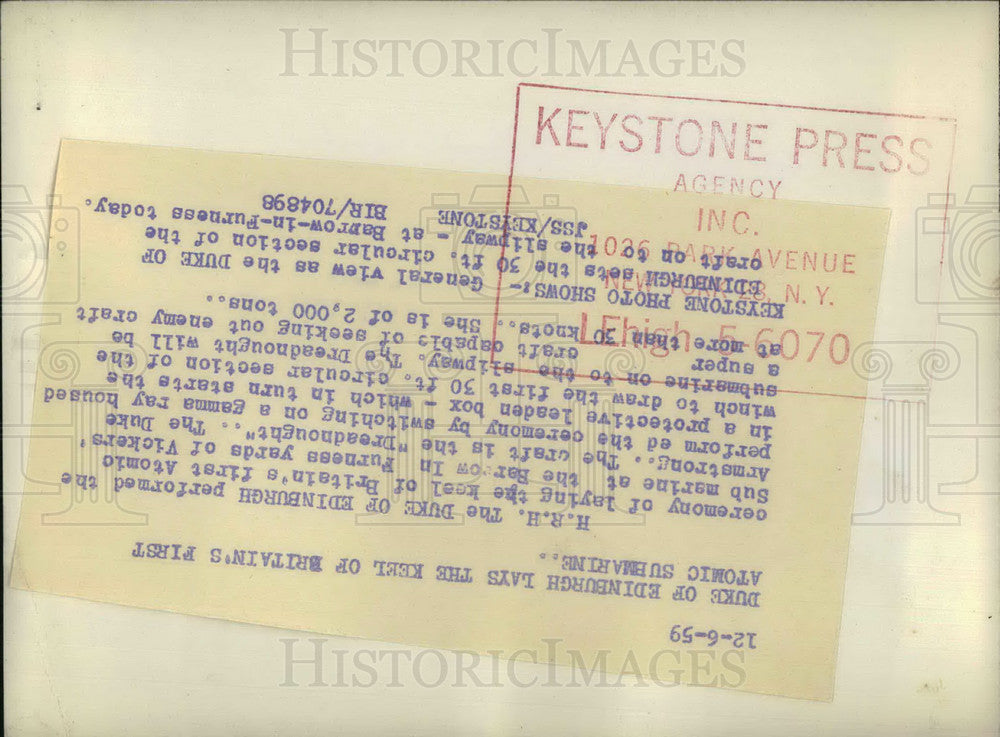 HISTORICIMAGES
KEYSTONE PRESS
AGENCY
INC.
1036 PARK AVENUE
NEW YORK 28, N. Y.
LEhigh 5-6070
12-6-59
DUKE OF EDINBURGH LAYS THE KEEL OF BRITAIN'S FIRST
ATOMIC SUBMARINE..
H.R.H. The DUKE OF EDINBURGH performed the
ceremony of laying the keel of Britain's first Atomic
Sub marine at the Barrow in Furness yards of Vickers'
Armstrong.. The craft is the "Dreadnought".. The Duke
perform ed the ceremony by switching on a gamma ray housed
in a protective leaden box - which in turn starts the
winch to draw the first 30 ft. circular section of the
submarine on to the slipway. The Dreadnought will be
a super craft capable of seeking out enemy craft
at more than 30 knots.. She is of 2,000 tons..
KEYSTONE PHOTO SHOWS:- General view as the DUKE OF
EDINBURGH sets the 30 ft. circular section of the
craft on to the slipway - at Barrow-in-Furness today.
JSS/KEYSTONE BIR/704898
HISTORICIMAGES